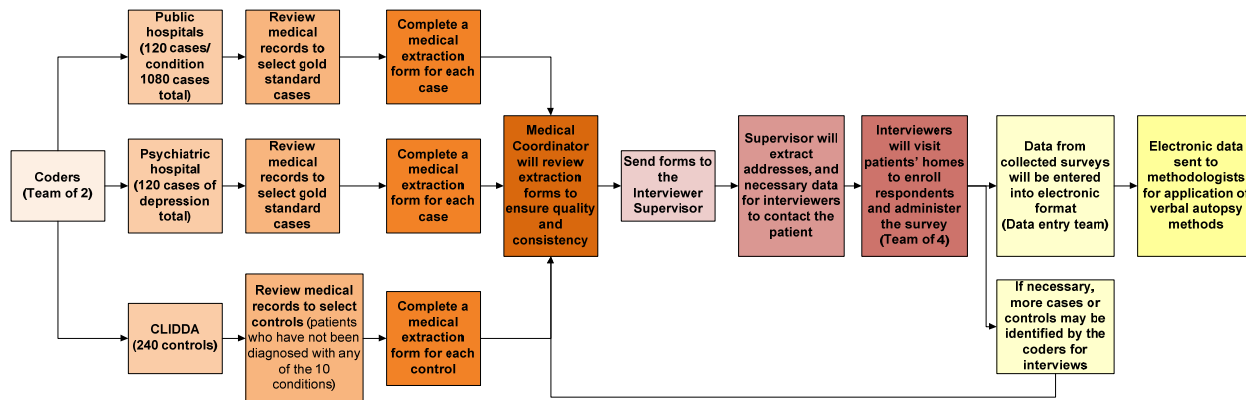 Coders
(Team of 2)
Public
hospitals
(120 cases/
condition
1080 cases
total)
Review
medical
records to
select gold
standard
cases
Complete a
medical
extraction
form for each
case
Psychiatric
hospital
(120 cases of
depression
total)
Review
medical
records to
select gold
standard
cases
Complete a
medical
extraction
form for each
case
CLIDDA
(240 controls)
Review medical
records to select
controls (patients
who have not been
diagnosed with any
of the 10
conditions)
Complete a
medical
extraction
form for each
control
Medical
Coordinator
will review
extraction
forms to
ensure quality
and
consistency
Send forms to
the
Interviewer
Supervisor
Supervisor will
extract
addresses, and
necessary data
for interviewers
to contact the
patient
Interviewers
will visit
patients’ homes
to enroll
respondents
and administer
the survey
(Team of 4)
Data from
collected surveys
will be entered
into electronic
format
(Data entry team)
Electronic data
sent to
methodologists
for application of
verbal autopsy
methods
If necessary,
more cases or
controls may be
identified by the
coders for
interviews